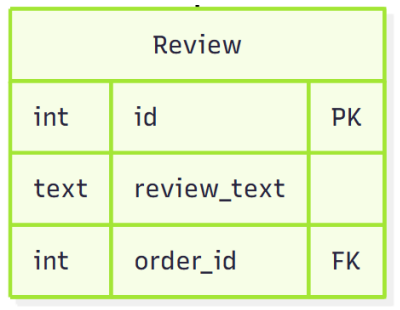 Review
int id PK
text review_text
int order_id FK